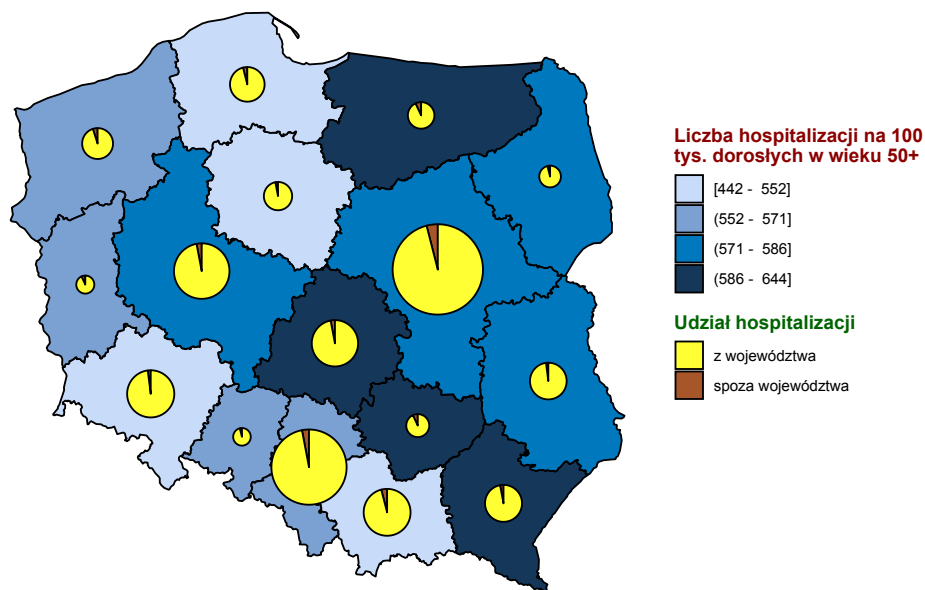 Liczba hospitalizacji na 100
tys. dorosłych w wieku 50+
[442 - 552]
(552 - 571]
(571 - 586]
(586 - 644]
Udział hospitalizacji
z województwa
spoza województwa